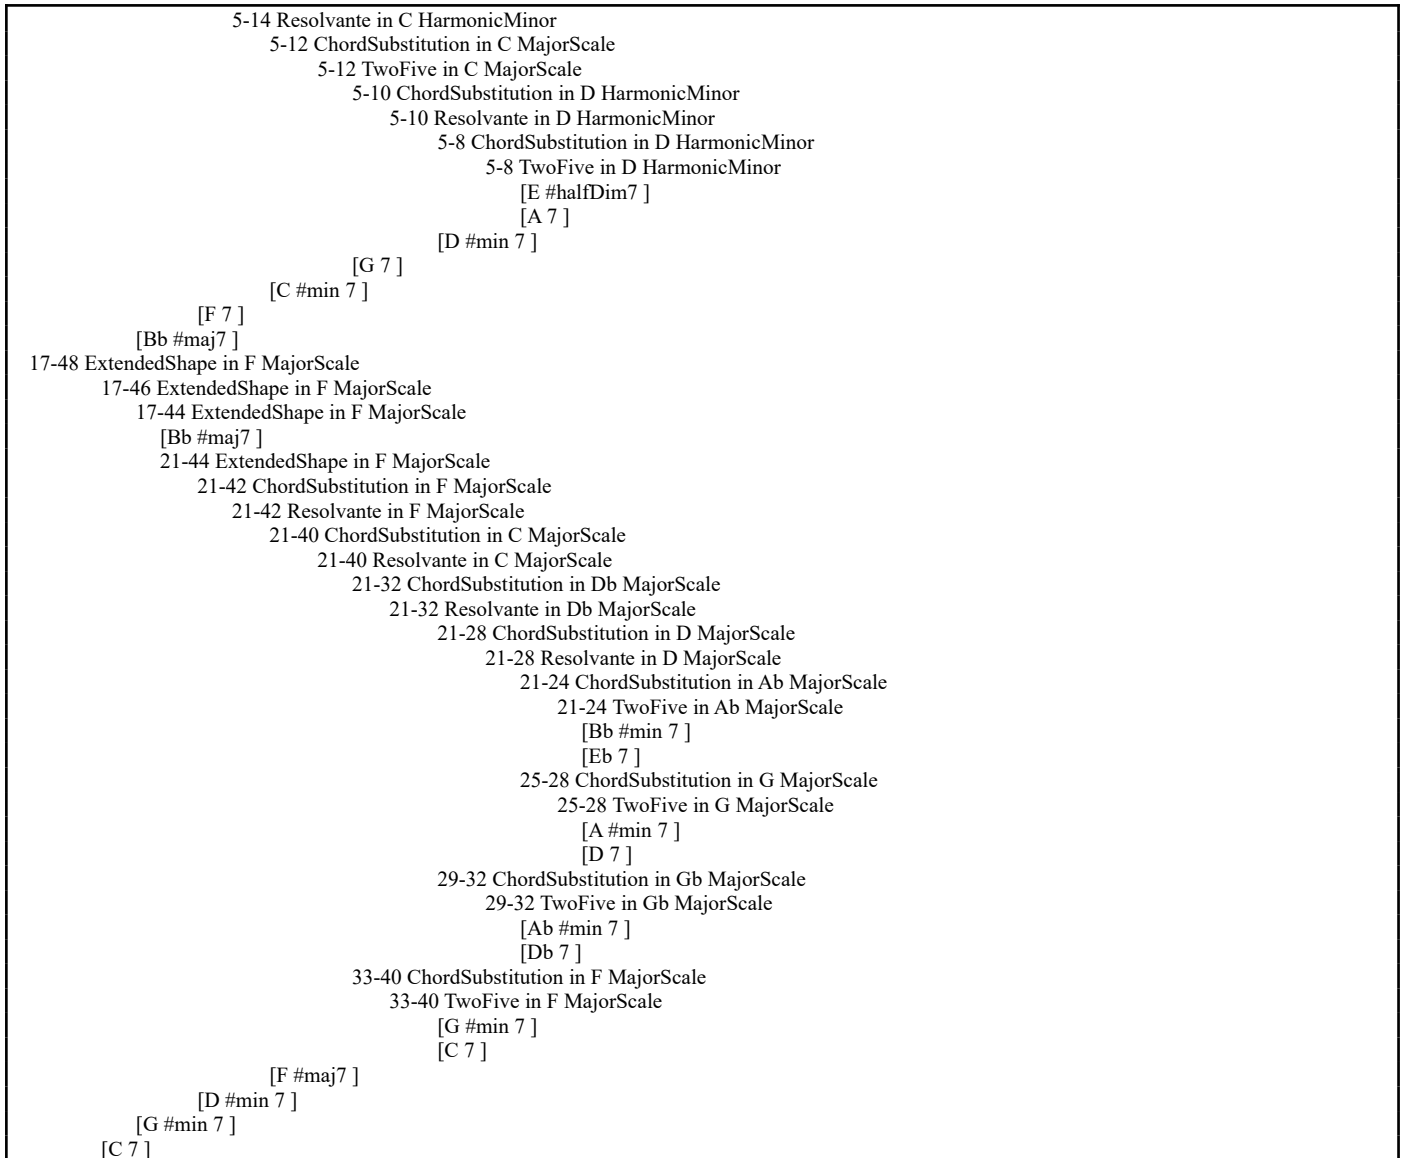 5-14 Resolvante in C HarmonicMinor
5-12 ChordSubstitution in C MajorScale
5-12 TwoFive in C MajorScale
5-10 ChordSubstitution in D HarmonicMinor
5-10 Resolvante in D HarmonicMinor
5-8 ChordSubstitution in D HarmonicMinor
5-8 TwoFive in D HarmonicMinor
[E #halfDim7 ]
[A 7 ]
[D #min 7 ]
[G 7 ]
[C #min 7 ]
[F 7 ]
[Bb #maj7 ]
17-48 ExtendedShape in F MajorScale
17-46 ExtendedShape in F MajorScale
17-44 ExtendedShape in F MajorScale
[Bb #maj7 ]
21-44 ExtendedShape in F MajorScale
21-42 ChordSubstitution in F MajorScale
21-42 Resolvante in F MajorScale
21-40 ChordSubstitution in C MajorScale
21-40 Resolvante in C MajorScale
21-32 ChordSubstitution in Db MajorScale
21-32 Resolvante in Db MajorScale
21-28 ChordSubstitution in D MajorScale
21-28 Resolvante in D MajorScale
21-24 ChordSubstitution in Ab MajorScale
21-24 TwoFive in Ab MajorScale
[Bb #min 7 ]
[Eb 7 ]
25-28 ChordSubstitution in G MajorScale
25-28 TwoFive in G MajorScale
[A #min 7 ]
[D 7 ]
29-32 ChordSubstitution in Gb MajorScale
29-32 TwoFive in Gb MajorScale
[Ab #min 7 ]
[Db 7 ]
33-40 ChordSubstitution in F MajorScale
33-40 TwoFive in F MajorScale
[G #min 7 ]
[C 7 ]
[F #maj7 ]
[D #min 7 ]
[G #min 7 ]
[C 7 ]